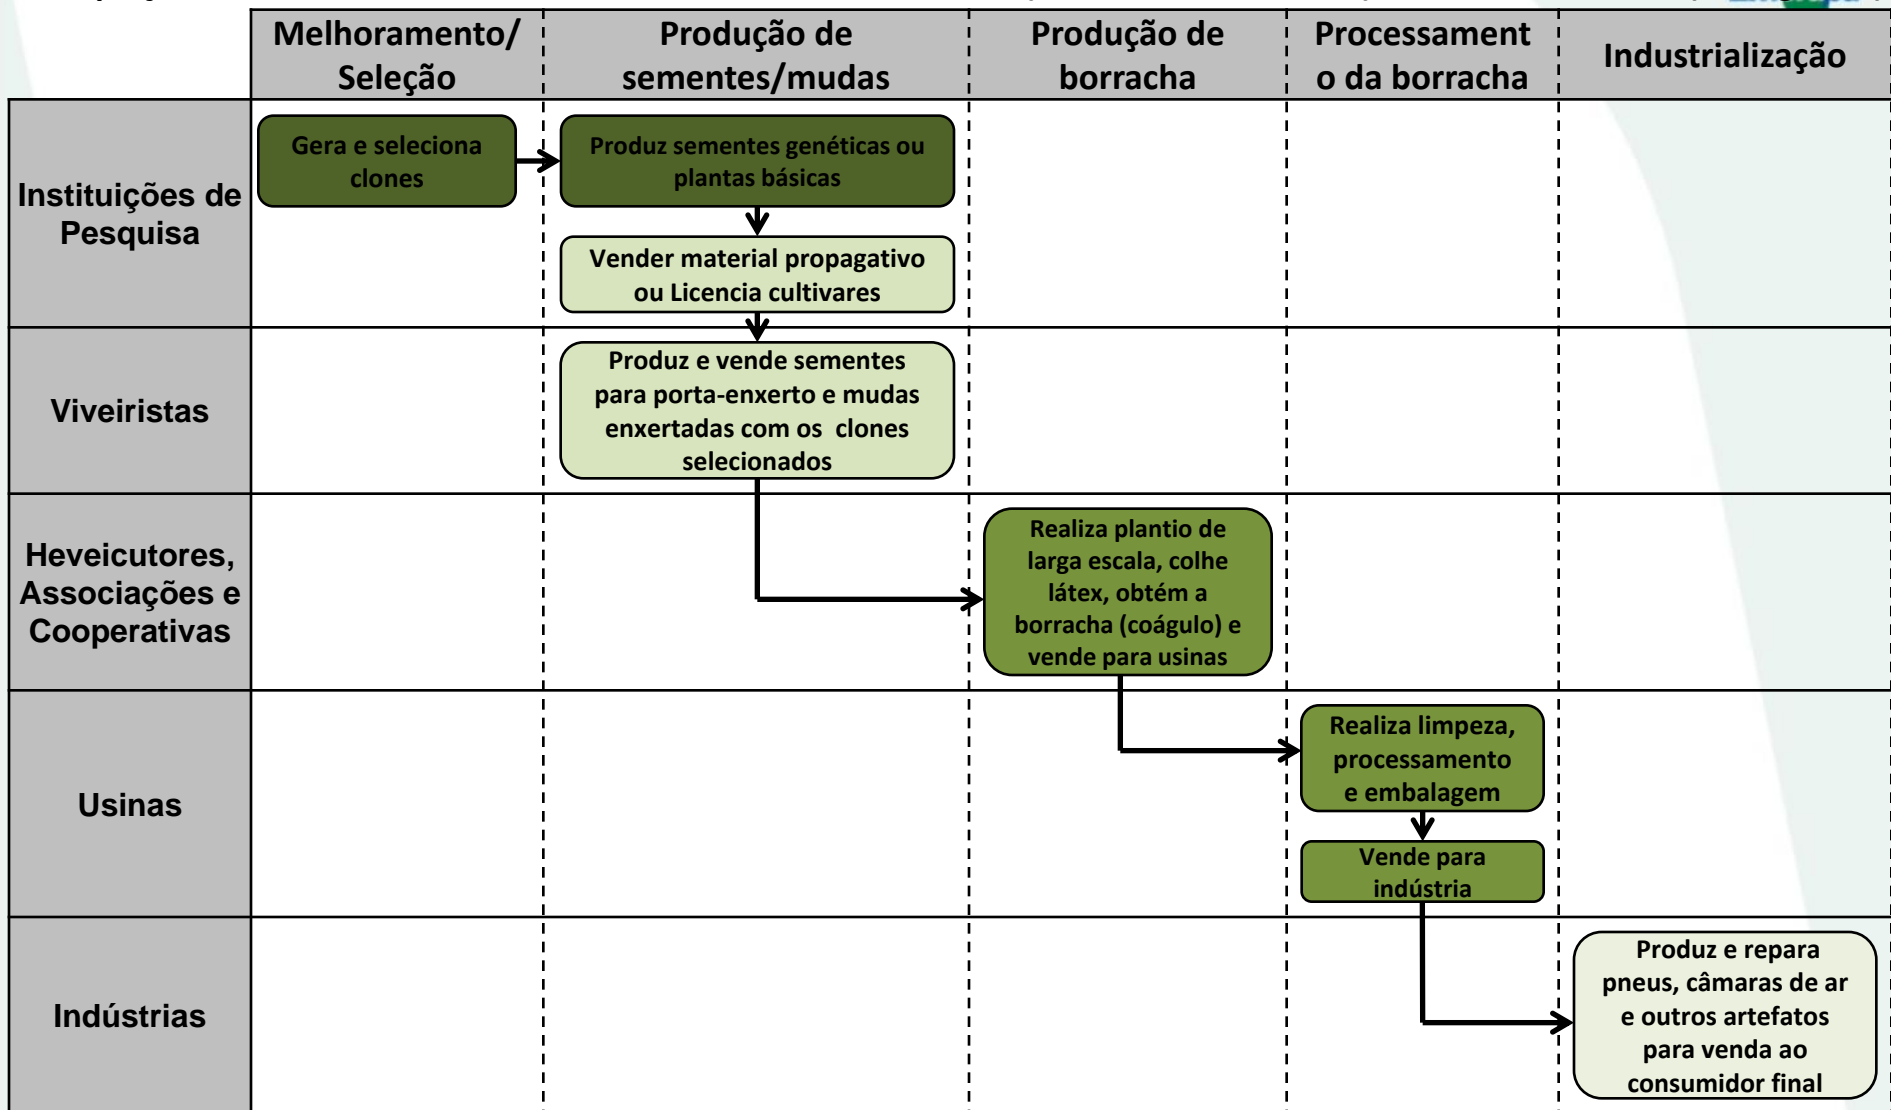 Melhoramento/
Seleção
Produção de
sementes/mudas
Produção de
borracha
Processament
o da borracha
Industrialização
Instituições de
Pesquisa
Gera e seleciona
clones
Produz sementes genéticas ou
plantas básicas
Vender material propagativo
ou Licencia cultivares
Viveiristas
Produz e vende sementes
para porta-enxerto e mudas
enxertadas com os clones
selecionados
Heveicutores,
Associações e
Cooperativas
Realiza plantio de
larga escala, colhe
látex, obtém a
borracha (coágulo) e
vende para usinas
Usinas
Realiza limpeza,
processamento
e embalagem
Vende para
indústria
Indústrias
Produz e repara
pneus, câmaras de ar
e outros artefatos
para venda ao
consumidor final